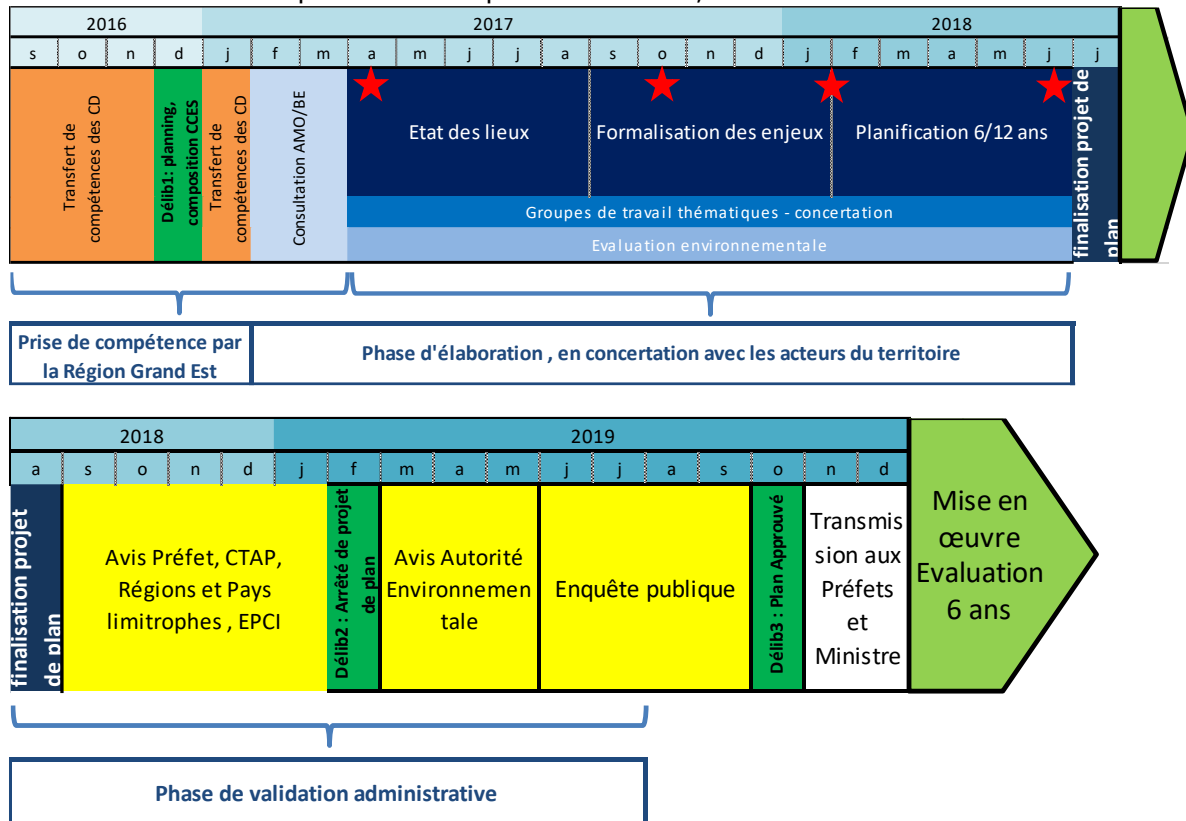 2016 2017 2018
s o n d j f m a m j j a s o n d j f m a m j j
Transfert de
compétences des CD
Délib1: planning,
composition CCES
Transfert de
compétences des CD
Consultation AMO/BE
Etat des lieux
Formalisation des enjeux
Planification 6/12 ans
Groupes de travail thématiques - concertation
Evaluation environnementale
finalisation projet de
plan
Prise de compétence par
la Région Grand Est
Phase d'élaboration , en concertation avec les acteurs du territoire
2018 2019
a s o n d j f m a m j j a s o n d
finalisation projet
de plan
Avis Préfet, CTAP,
Régions et Pays
limitrophes , EPCI
Délib2 : Arrêté de projet
de plan
Avis Autorité
Environnemen
tale
Enquête publique
Délib3 : Plan Approuvé
Transmis
sion aux
Préfets
et
Ministre
Mise en
œuvre
Evaluation
6 ans
Phase de validation administrative